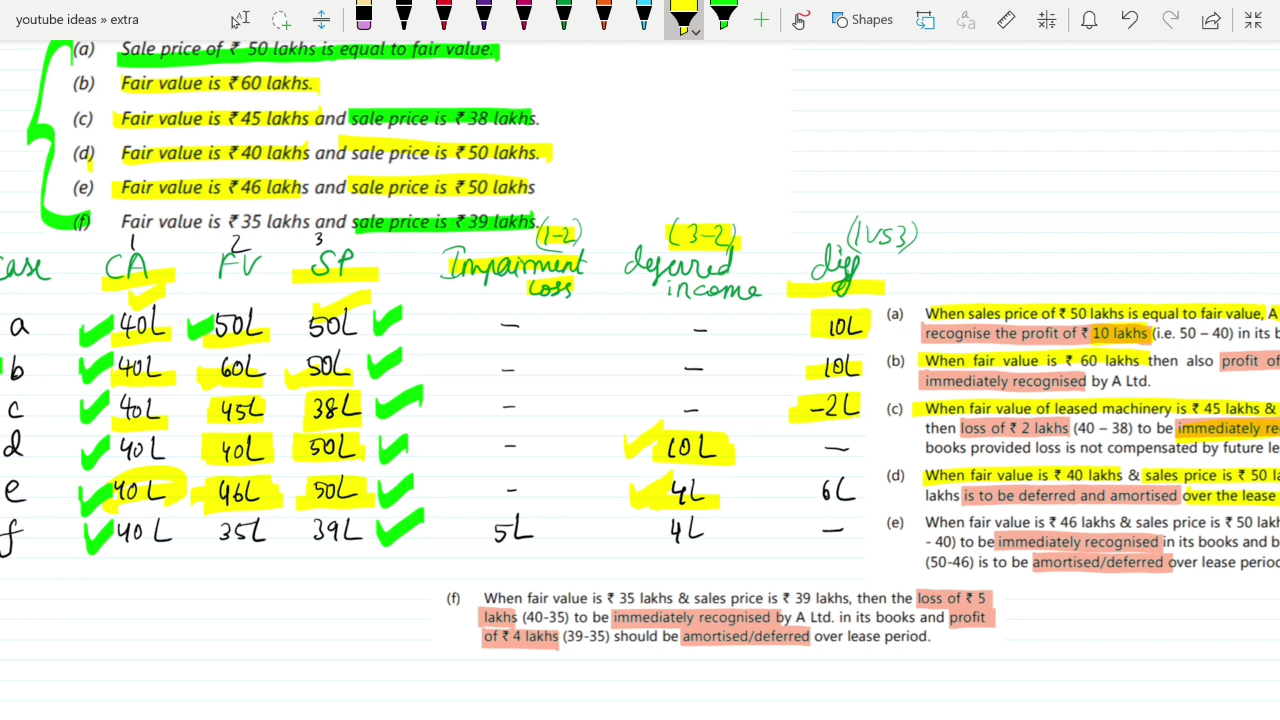 youtube ideas » extra
Shapes
(a) Sale price of ₹ 50 lakhs is equal to fair value.
(b) Fair value is ₹ 60 lakhs.
(c) Fair value is ₹ 45 lakhs and sale price is ₹ 38 lakhs.
(d) Fair value is ₹ 40 lakhs and sale price is ₹ 50 lakhs.
(e) Fair value is ₹ 46 lakhs and sale price is ₹ 50 lakhs
(f) Fair value is ₹ 35 lakhs and sale price is ₹ 39 lakhs.
1 2 3 (1-2) (3-2) (1 vs 3)
Case CA FV SP Impairment deferred diff
Loss income
a 40L 50L 50L - - 10L
b 40L 60L 50L - - 10L
c 40L 45L 38L - - -2L
d 40L 40L 50L - 10L -
e 40L 46L 50L - 4L 6L
f 40L 35L 39L 5L 4L -
(a) When sales price of ₹ 50 lakhs is equal to fair value, A
recognise the profit of ₹ 10 lakhs (i.e. 50 – 40) in its b
(b) When fair value is ₹ 60 lakhs then also profit of
immediately recognised by A Ltd.
(c) When fair value of leased machinery is ₹ 45 lakhs &
then loss of ₹ 2 lakhs (40 – 38) to be immediately re
books provided loss is not compensated by future le
(d) When fair value is ₹ 40 lakhs & sales price is ₹ 50 la
lakhs is to be deferred and amortised over the lease
(e) When fair value is ₹ 46 lakhs & sales price is ₹ 50 lakh
- 40) to be immediately recognised in its books and b
(50-46) is to be amortised/deferred over lease period
(f) When fair value is ₹ 35 lakhs & sales price is ₹ 39 lakhs, then the loss of ₹ 5
lakhs (40-35) to be immediately recognised by A Ltd. in its books and profit
of ₹ 4 lakhs (39-35) should be amortised/deferred over lease period.